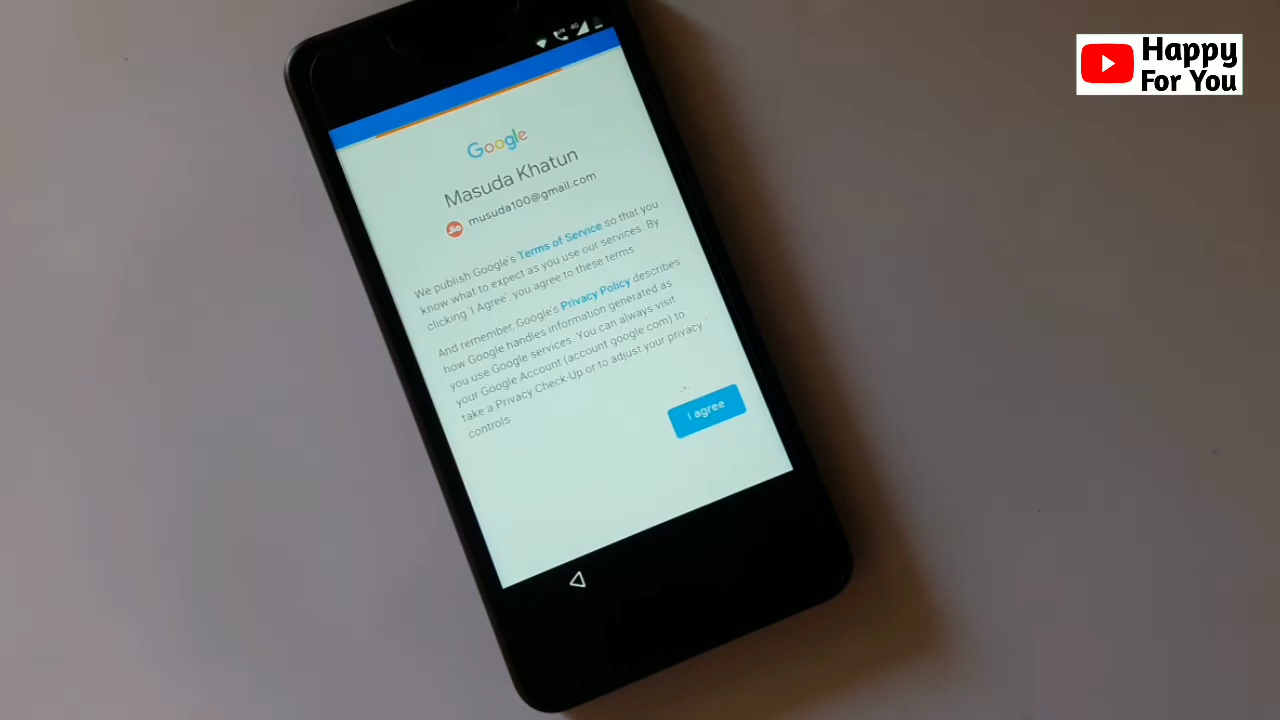 Happy
For You
4G
Google
Masuda Khatun
Jio musuda100@gmail.com
We publish Google's Terms of Service so that you
know what to expect as you use our services. By
clicking 'I Agree', you agree to these terms
And remember, Google's Privacy Policy describes
how Google handles information generated as
you use Google services. You can always visit
your Google Account (account.google.com) to
take a Privacy Check-Up or to adjust your privacy
controls
I agree